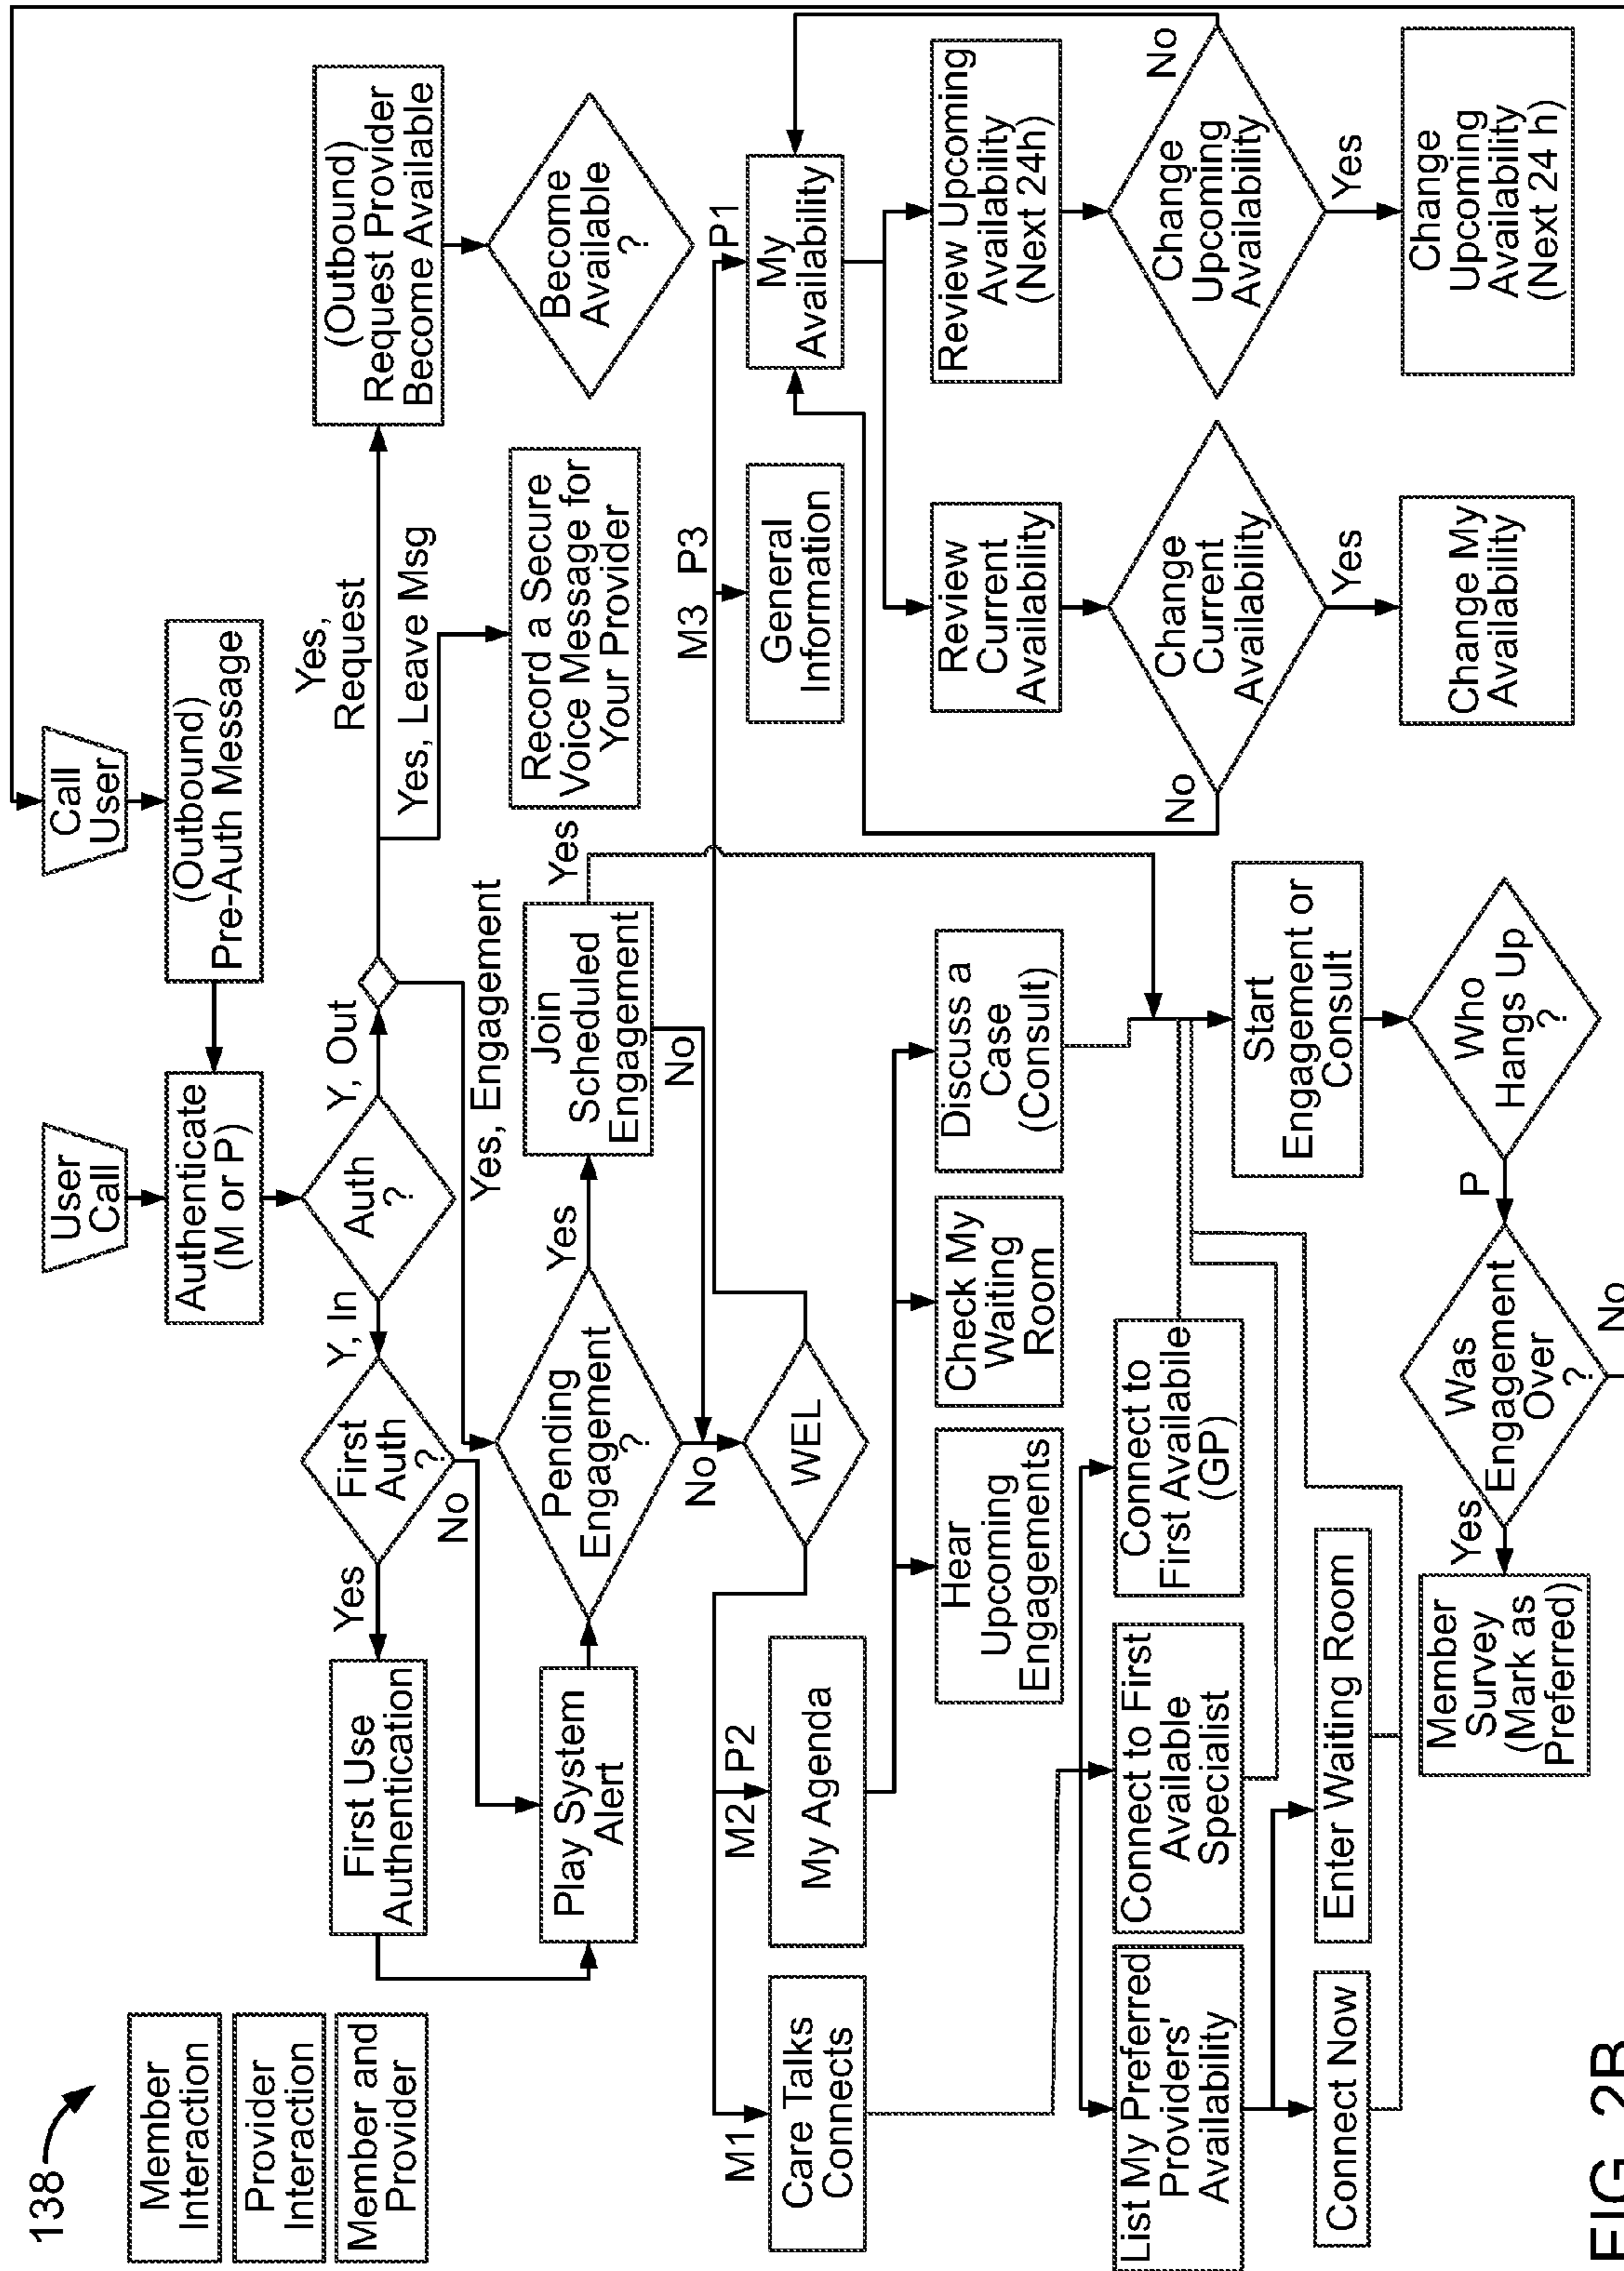 138
Member
Interaction
Provider
Interaction
Member and
Provider
User
Call
Call
User
Authenticate
(M or P)
(Outbound)
Pre-Auth Message
Y, In
Auth
?
Y, Out
First
Auth
?
Yes
No
First Use
Authentication
Yes,
Request
Yes, Leave Msg
Yes, Engagement
(Outbound)
Request Provider
Become Available
Become
Available
?
Record a Secure
Voice Message for
Your Provider
Play System
Alert
Pending
Engagement
?
Yes
No
Join
Scheduled
Engagement
Yes
No
WEL
M1
M2 P2
M3 P3
P1
Care Talks
Connects
My Agenda
General
Information
My
Availability
Hear
Upcoming
Engagements
Check My
Waiting
Room
Discuss a
Case
(Consult)
Review
Current
Availability
Review Upcoming
Availability
(Next 24h)
List My Preferred
Providers'
Availability
Connect to First
Available
Specialist
Connect to
First Availabile
(GP)
Start
Engagement or
Consult
No
Change
Current
Availability
Yes
Change
Upcoming
Availability
No
Yes
Connect Now
Enter Waiting Room
Change My
Availability
Change
Upcoming
Availability
(Next 24 h)
Member
Survey
(Mark as
Preferred)
Yes
Was
Engagement
Over
?
No
P
Who
Hangs Up
?
FIG. 2B